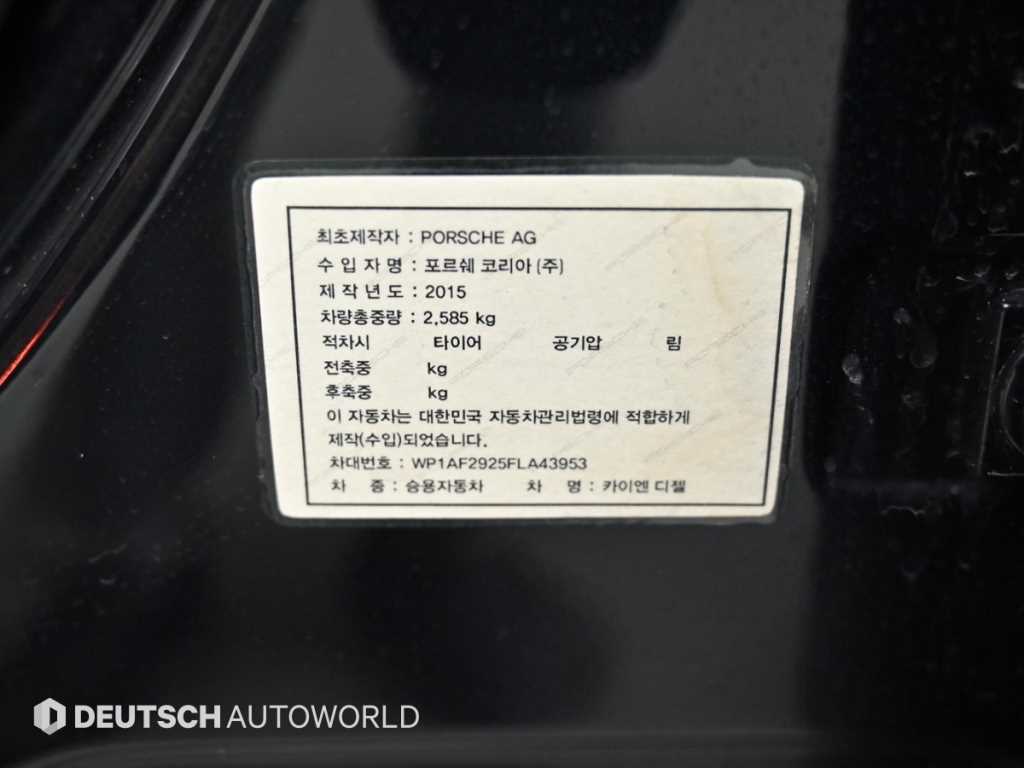 최초제작자 : PORSCHE AG
수 입 자 명 : 포르쉐 코리아 (주)
제 작 년 도 : 2015
차량총중량 : 2,585 kg
적차시 타이어 공기압 림
전축중 kg
후축중 kg
이 자동차는 대한민국 자동차관리법령에 적합하게
제작(수입)되었습니다.
차대번호 : WP1AF2925FLA43953
차 종 : 승용자동차 차 명 : 카이엔 디젤
DEUTSCH AUTOWORLD